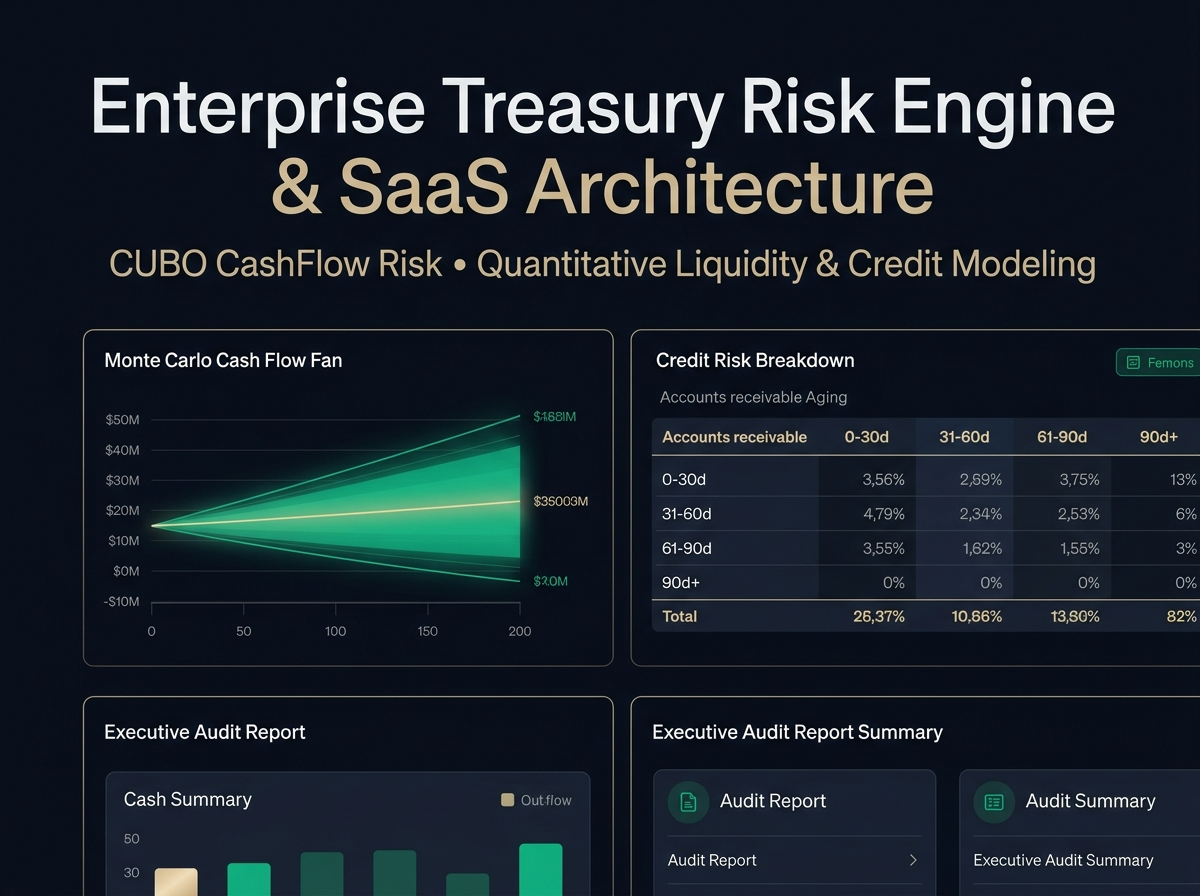 Enterprise Treasury Risk Engine
& SaaS Architecture
CUBO CashFlow Risk • Quantitative Liquidity & Credit Modeling
Monte Carlo Cash Flow Fan
$50M
$40M
$30M
$20M
$10M
$0M
-$10M
0 50 100 150 200
Credit Risk Breakdown
Femons
Accounts receivable Aging
Accounts receivable 0-30d 31-60d 61-90d 90d+
0-30d 3,56% 2,69% 3,75% 13%
31-60d 4,79% 2,34% 2,53% 6%
61-90d 3,55% 1,62% 1,55% 3%
90d+ 0% 0% 0% 0%
Total 26,37% 10,66% 13,80% 82%
Executive Audit Report
Cash Summary
Outflow
50
30
Executive Audit Report Summary
Audit Report
Audit Report
Audit Summary
Executive Audit Summary